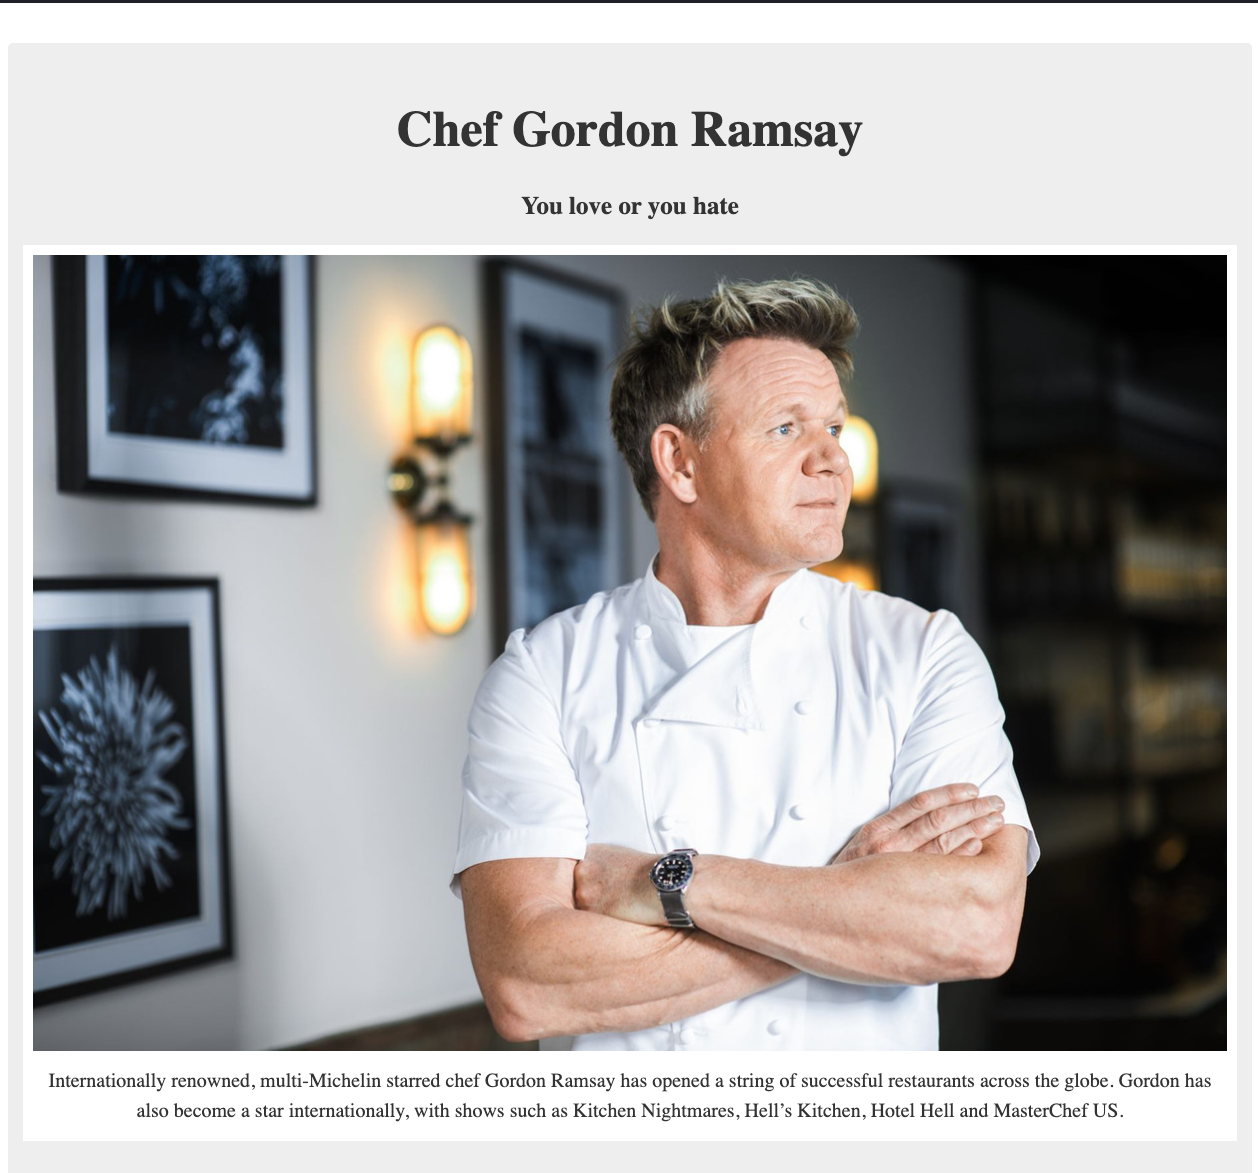 Chef Gordon Ramsay
You love or you hate
Internationally renowned, multi-Michelin starred chef Gordon Ramsay has opened a string of successful restaurants across the globe. Gordon has
also become a star internationally, with shows such as Kitchen Nightmares, Hell’s Kitchen, Hotel Hell and MasterChef US.